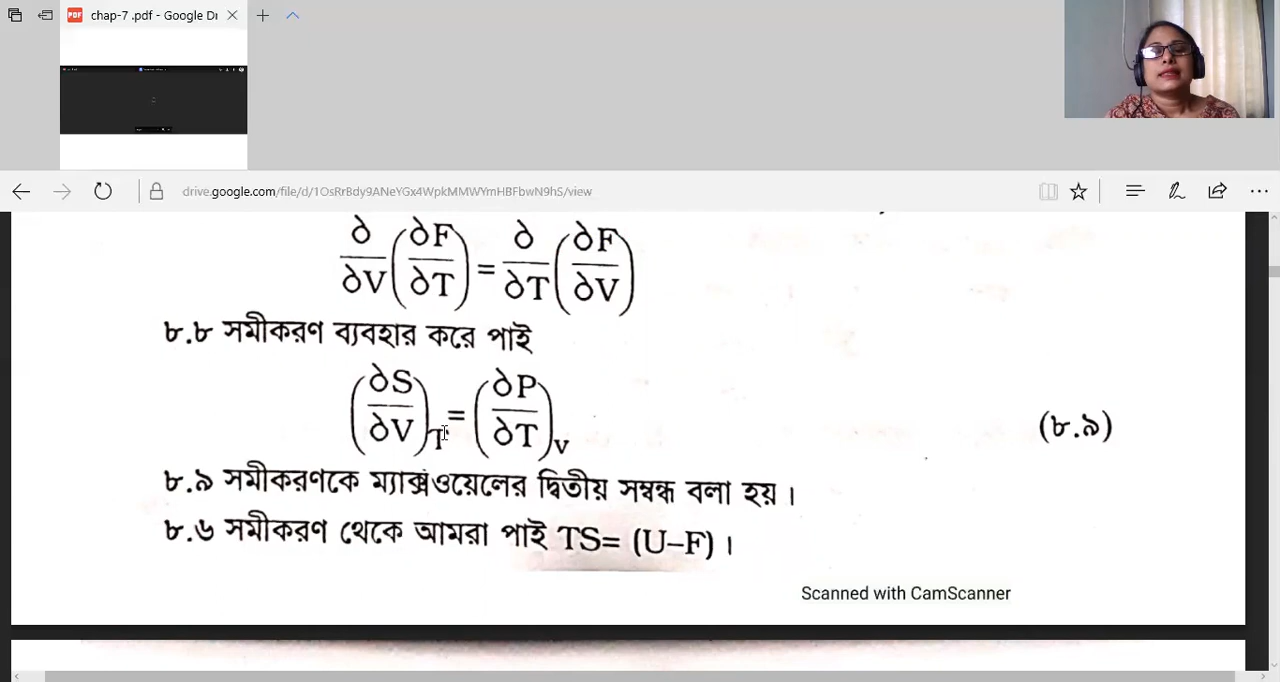 chap-7 .pdf - Google Dr
drive.google.com/file/d/1OsRrBdy9ANeYGx4WpkMMWYmHBFbwN9hS/view
∂/∂V (∂F/∂T) = ∂/∂T (∂F/∂V)
৮.৮ সমীকরণ ব্যবহার করে পাই
(∂S/∂V)T = (∂P/∂T)V (৮.৯)
৮.৯ সমীকরণকে ম্যাক্সওয়েলের দ্বিতীয় সম্বন্ধ বলা হয়।
৮.৬ সমীকরণ থেকে আমরা পাই TS= (U–F)।
Scanned with CamScanner